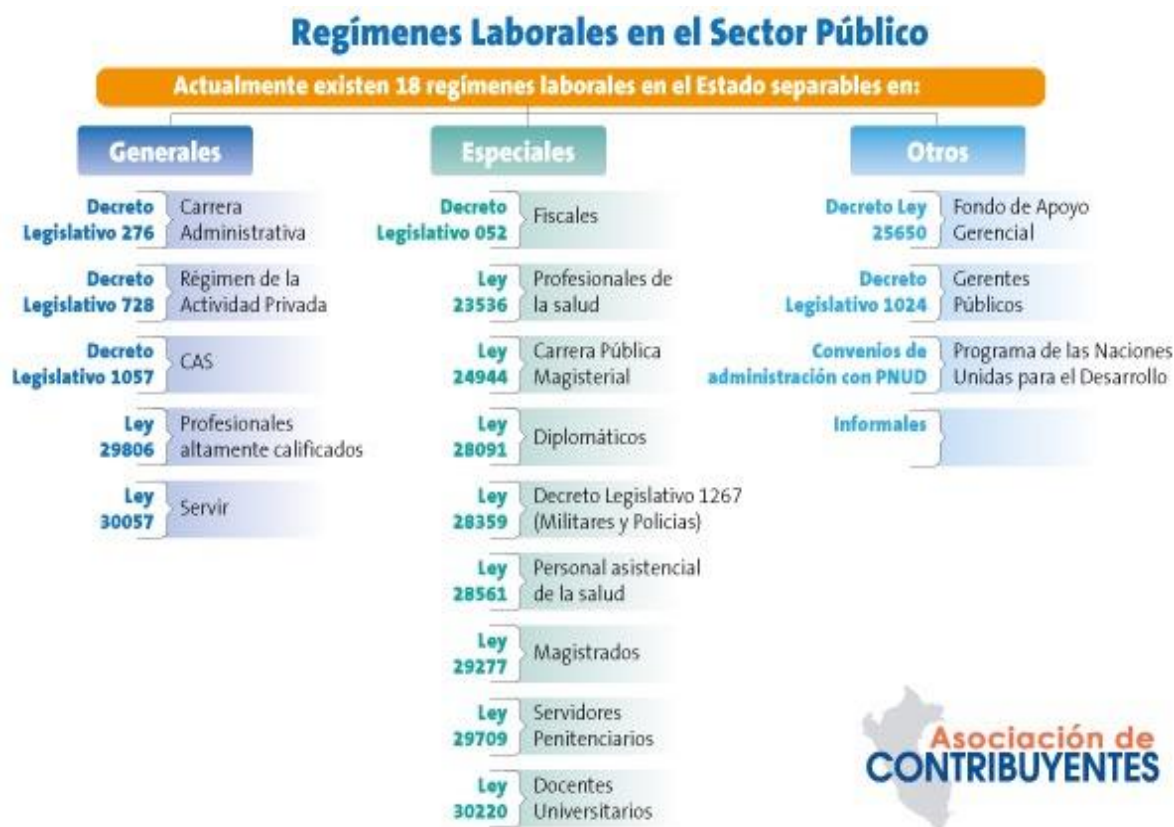 Regímenes Laborales en el Sector Público
Actualmente existen 18 regímenes laborales en el Estado separables en:
Generales
Decreto
Legislativo 276
Carrera
Administrativa
Decreto
Legislativo 728
Régimen de la
Actividad Privada
Decreto
Legislativo 1057
CAS
Ley
29806
Profesionales
altamente calificados
Ley
30057
Servir
Especiales
Decreto
Legislativo 052
Fiscales
Ley
23536
Profesionales de
la salud
Ley
24944
Carrera Pública
Magisterial
Ley
28091
Diplomáticos
Ley
28359
Decreto Legislativo 1267
(Militares y Policias)
Ley
28561
Personal asistencial
de la salud
Ley
29277
Magistrados
Ley
29709
Servidores
Penitenciarios
Ley
30220
Docentes
Universitarios
Otros
Decreto Ley
25650
Fondo de Apoyo
Gerencial
Decreto
Legislativo 1024
Gerentes
Públicos
Convenios de
administración con PNUD
Programa de las Naciones
Unidas para el Desarrollo
Informales
Asociación de
CONTRIBUYENTES